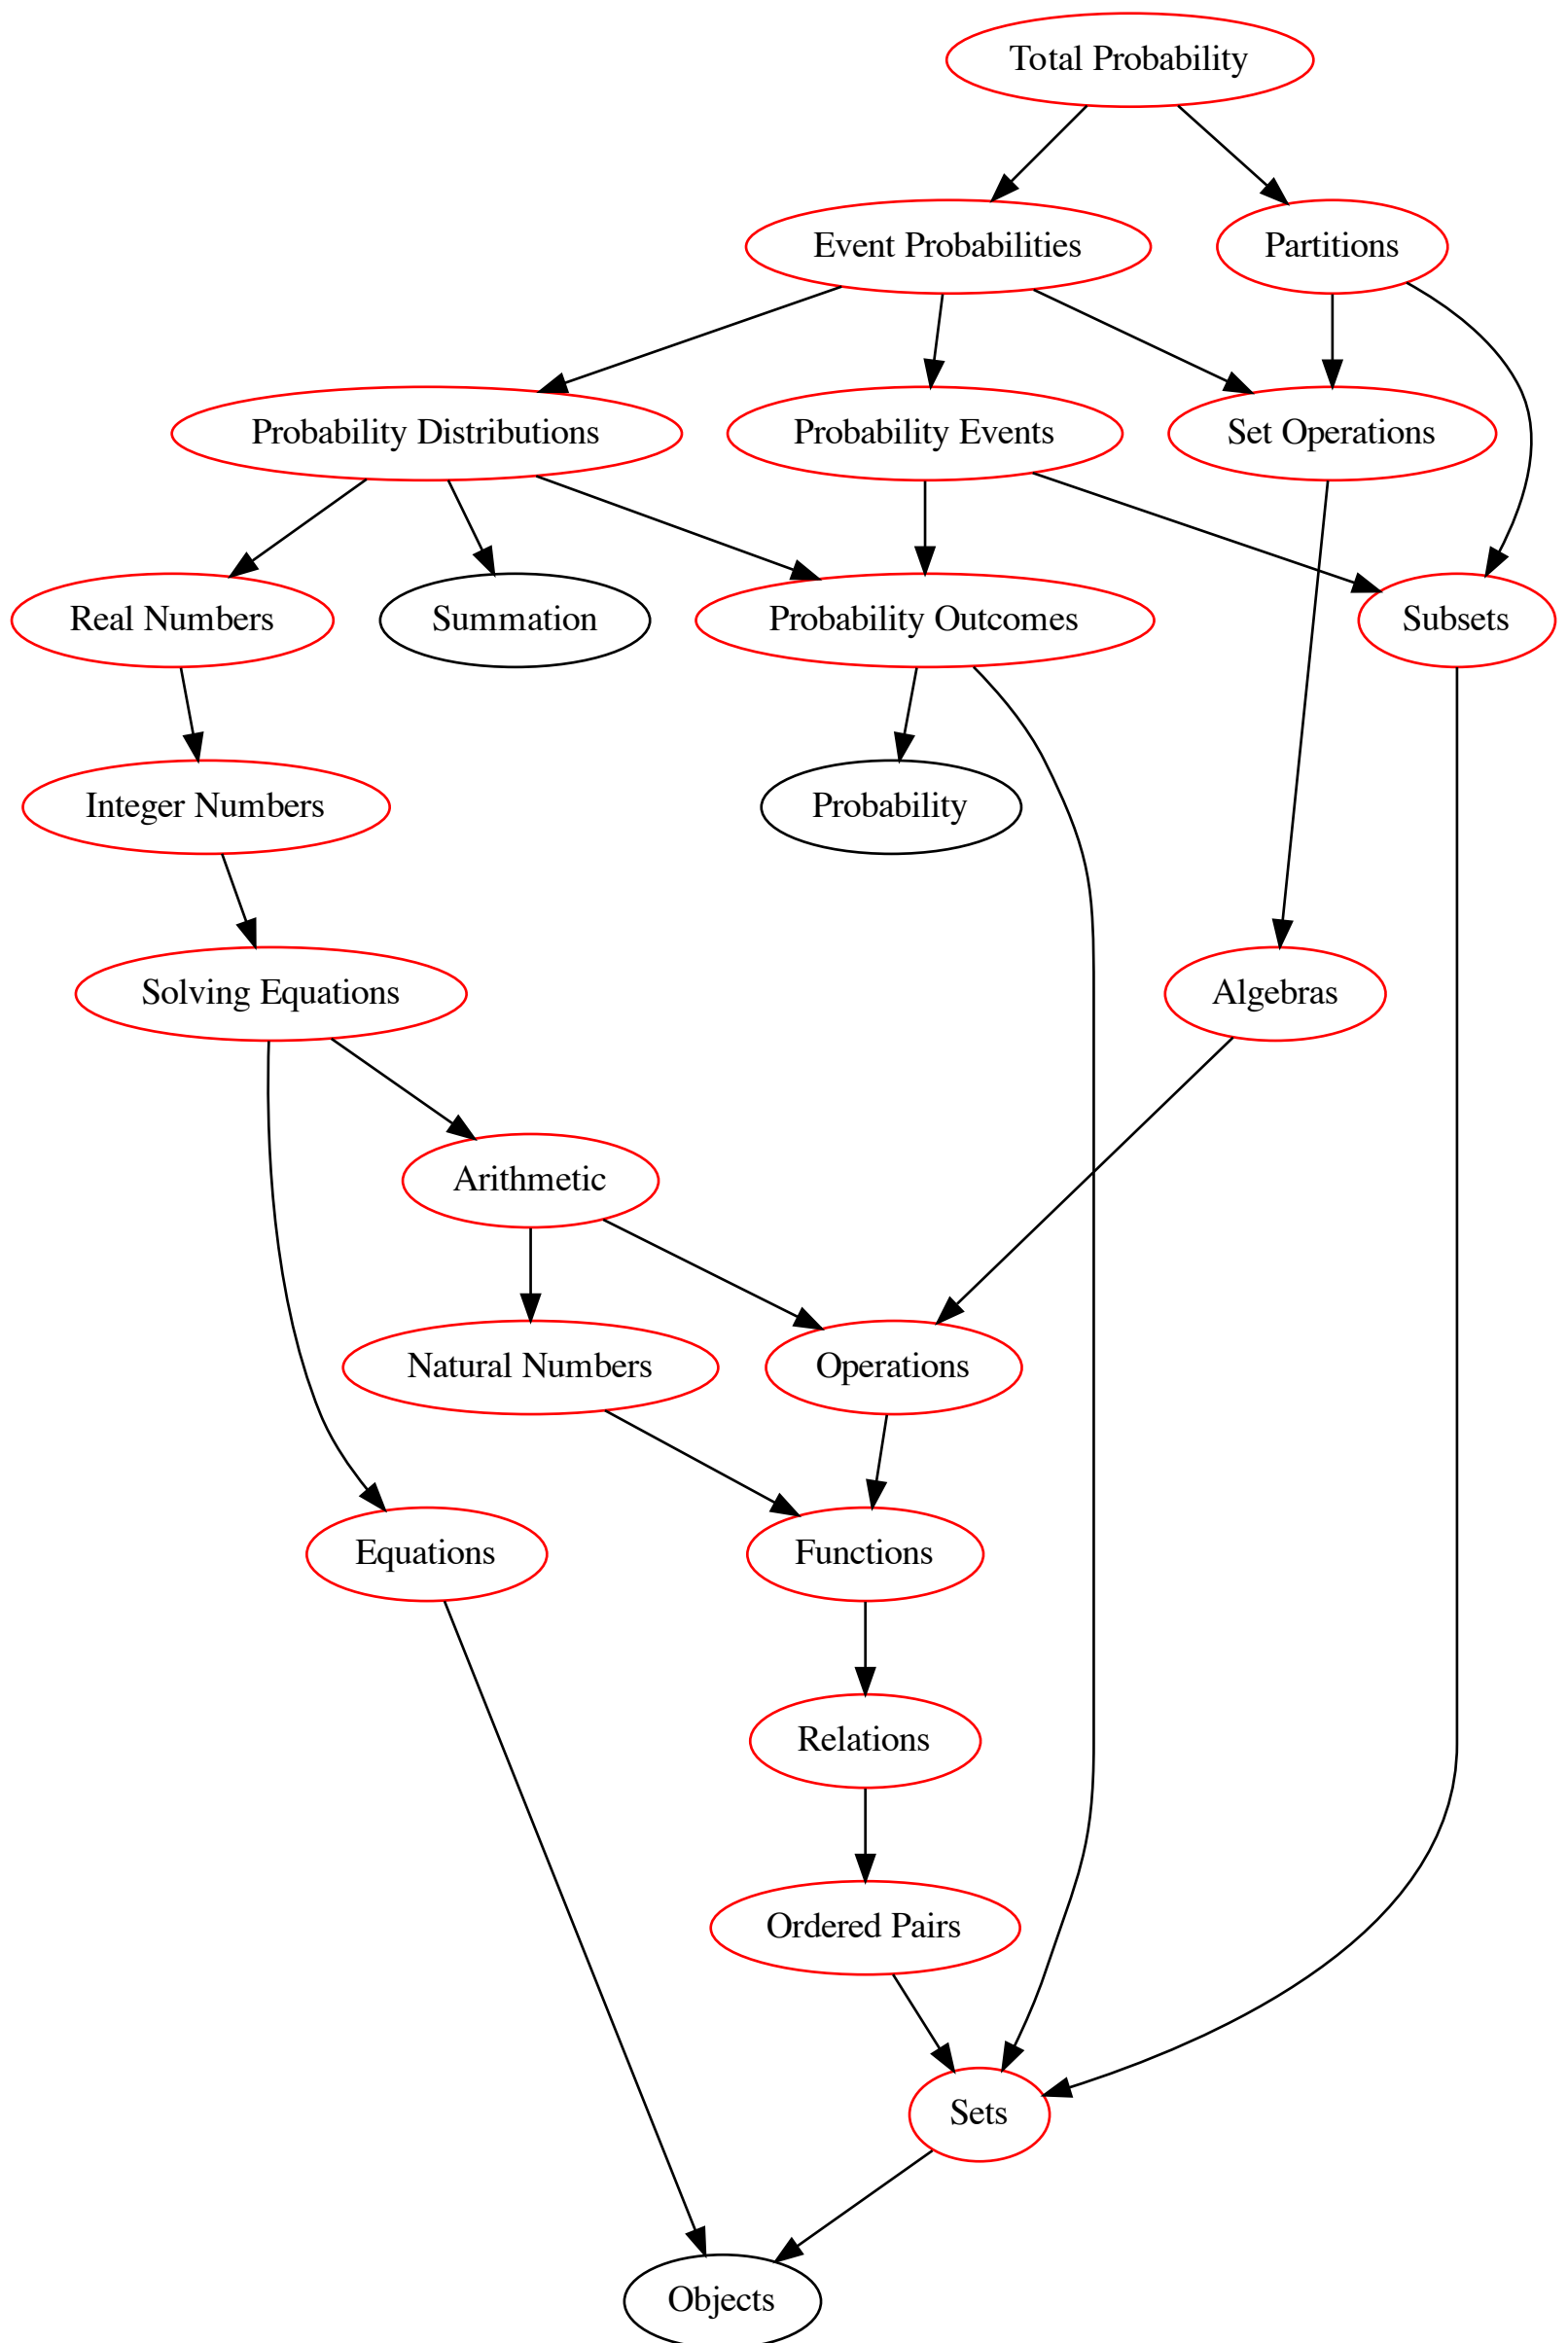 Total Probability
Event Probabilities
Partitions
Probability Distributions
Probability Events
Set Operations
Real Numbers
Summation
Probability Outcomes
Subsets
Integer Numbers
Probability
Solving Equations
Algebras
Arithmetic
Natural Numbers
Operations
Equations
Functions
Relations
Ordered Pairs
Sets
Objects